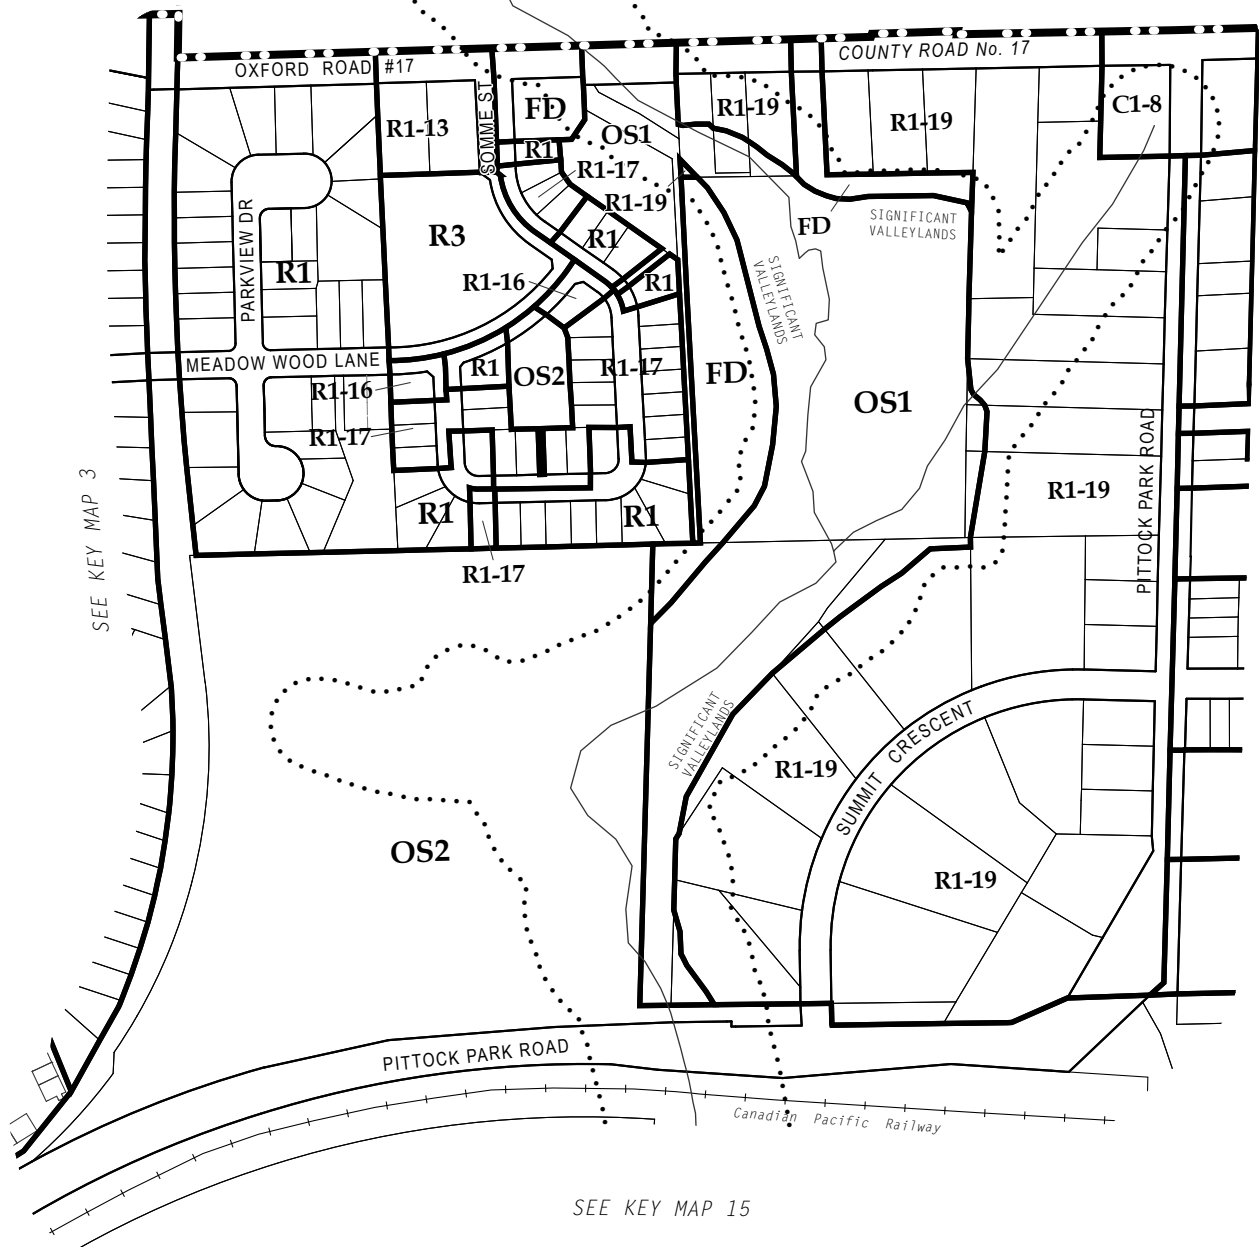 OXFORD ROAD #17
COUNTY ROAD No. 17
R1-13
SOMME ST
FD
R1
OS1
R1-17
R1-19
R1-19
R1-19
C1-8
FD
SIGNIFICANT
VALLEYLANDS
R3
R1
R1
R1-16
PARKVIEW DR
R1
SIGNIFICANT
VALLEYLANDS
MEADOW WOOD LANE
R1
OS2
R1-17
FD
OS1
R1-16
R1-17
SEE KEY MAP 3
R1
R1
R1-17
R1-19
PITTOCK PARK ROAD
SIGNIFICANT
VALLEYLANDS
R1-19
SUMMIT CRESCENT
OS2
R1-19
PITTOCK PARK ROAD
Canadian Pacific Railway
SEE KEY MAP 15